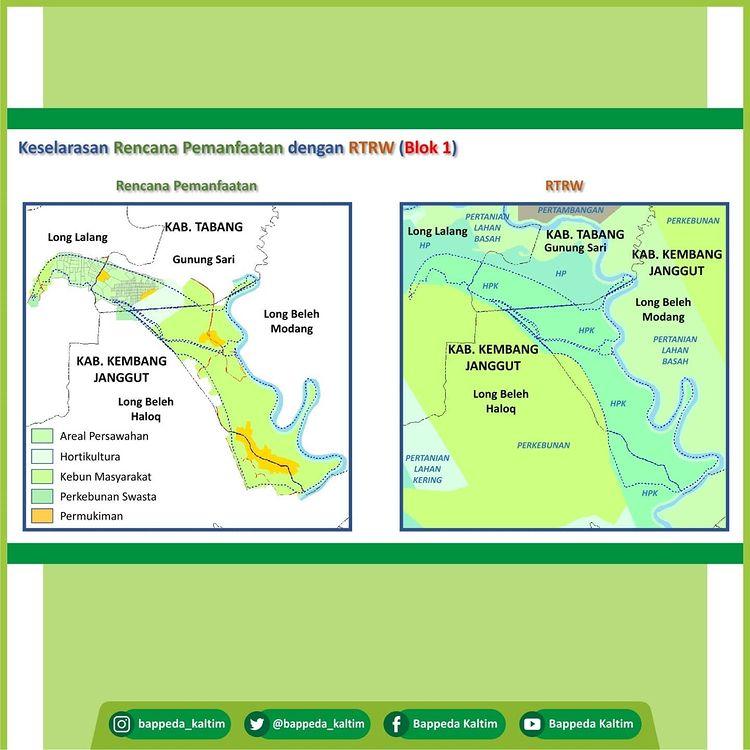 Keselarasan Rencana Pemanfaatan dengan RTRW (Blok 1)
Rencana Pemanfaatan
KAB. TABANG
Long Lalang
Gunung Sari
Long Beleh
Modang
KAB. KEMBANG
JANGGUT
Long Beleh
Haloq
Areal Persawahan
Hortikultura
Kebun Masyarakat
Perkebunan Swasta
Permukiman
RTRW
PERTAMBANGAN
PERTANIAN
LAHAN
BASAH
PERKEBUNAN
Long Lalang
HP
KAB. TABANG
Gunung Sari
KAB. KEMBANG
JANGGUT
HP
HPK
Long Beleh
Modang
HPK
PERTANIAN
LAHAN
BASAH
KAB. KEMBANG
JANGGUT
Long Beleh
Haloq
HPK
PERKEBUNAN
PERTANIAN
LAHAN
KERING
HPK
bappeda_kaltim
@bappeda_kaltim
Bappeda Kaltim
Bappeda Kaltim